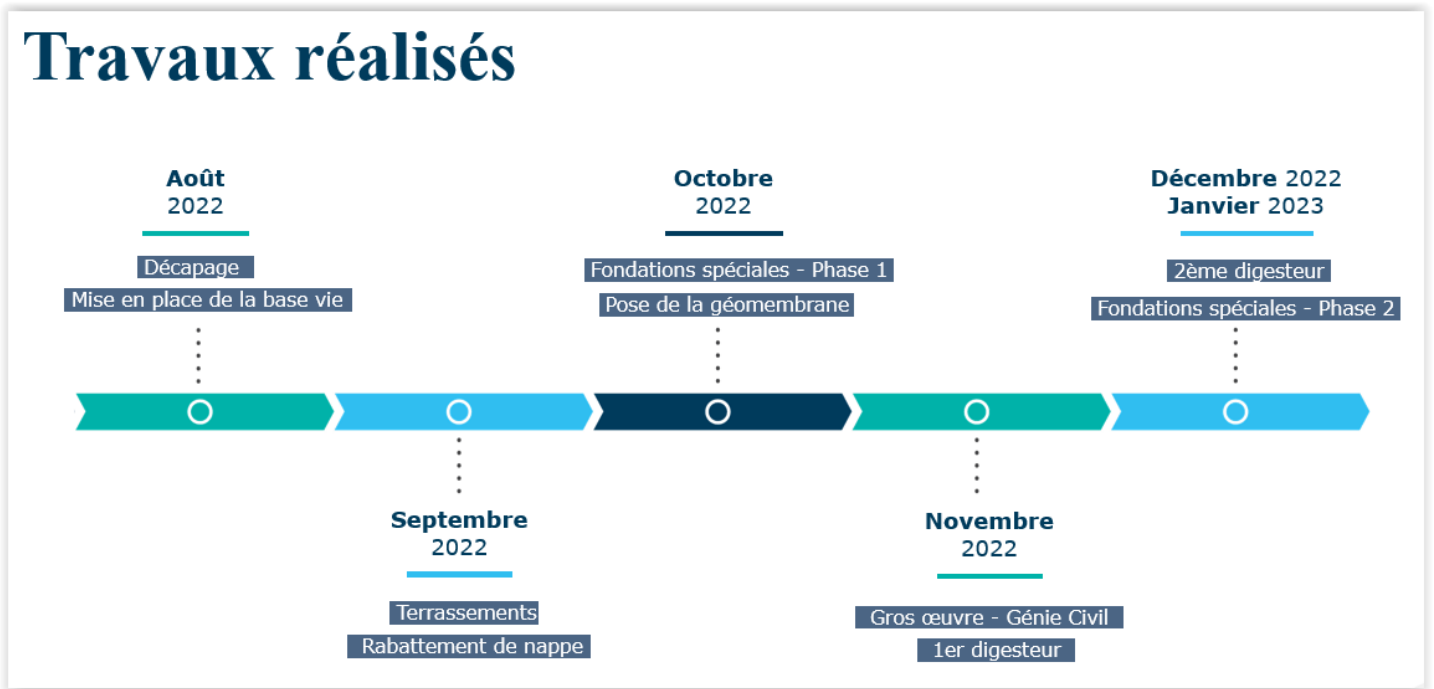 Travaux réalisés
Août
2022
Décapage
Mise en place de la base vie
Septembre
2022
Terrassements
Rabattement de nappe
Octobre
2022
Fondations spéciales - Phase 1
Pose de la géomembrane
Novembre
2022
Gros œuvre - Génie Civil
1er digesteur
Décembre 2022
Janvier 2023
2ème digesteur
Fondations spéciales - Phase 2